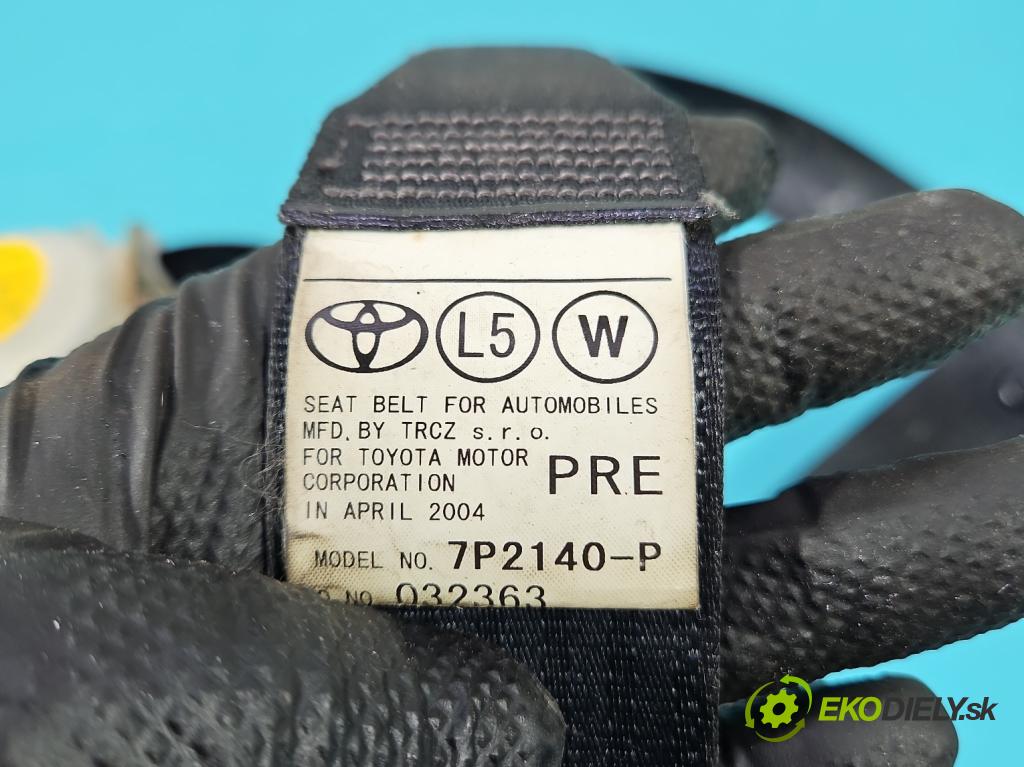 L5 W
SEAT BELT FOR AUTOMOBILES
MFD. BY TRCZ s.r.o.
FOR TOYOTA MOTOR
CORPORATION
PRE
IN APRIL 2004
MODEL NO. 7P2140-P
NO 032363
EKODIELY.sk